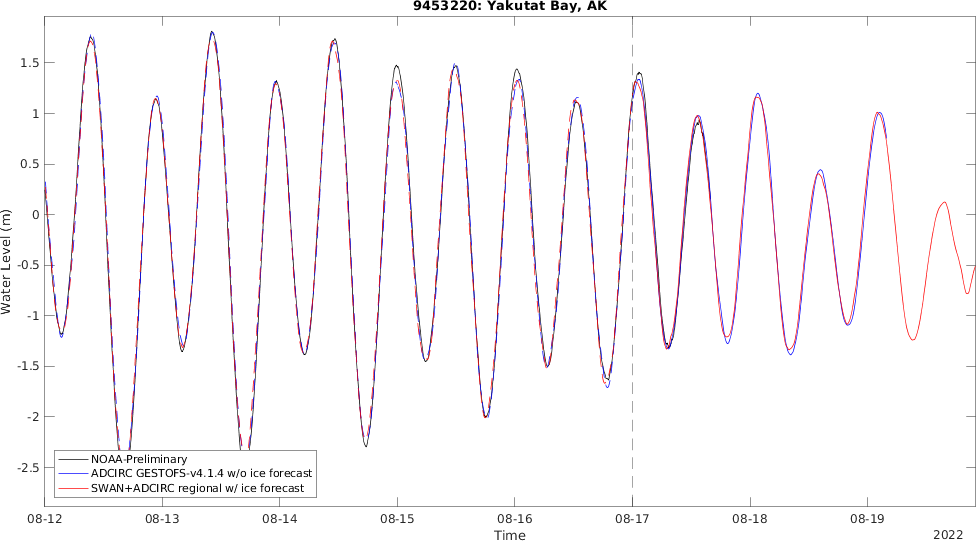 9453220: Yakutat Bay, AK
1.5
1
0.5
0
-0.5
-1
-1.5
-2
-2.5
Water Level (m)
NOAA-Preliminary
ADCIRC GESTOFS-v4.1.4 w/o ice forecast
SWAN+ADCIRC regional w/ ice forecast
08-12 08-13 08-14 08-15 08-16 08-17 08-18 08-19
Time
2022